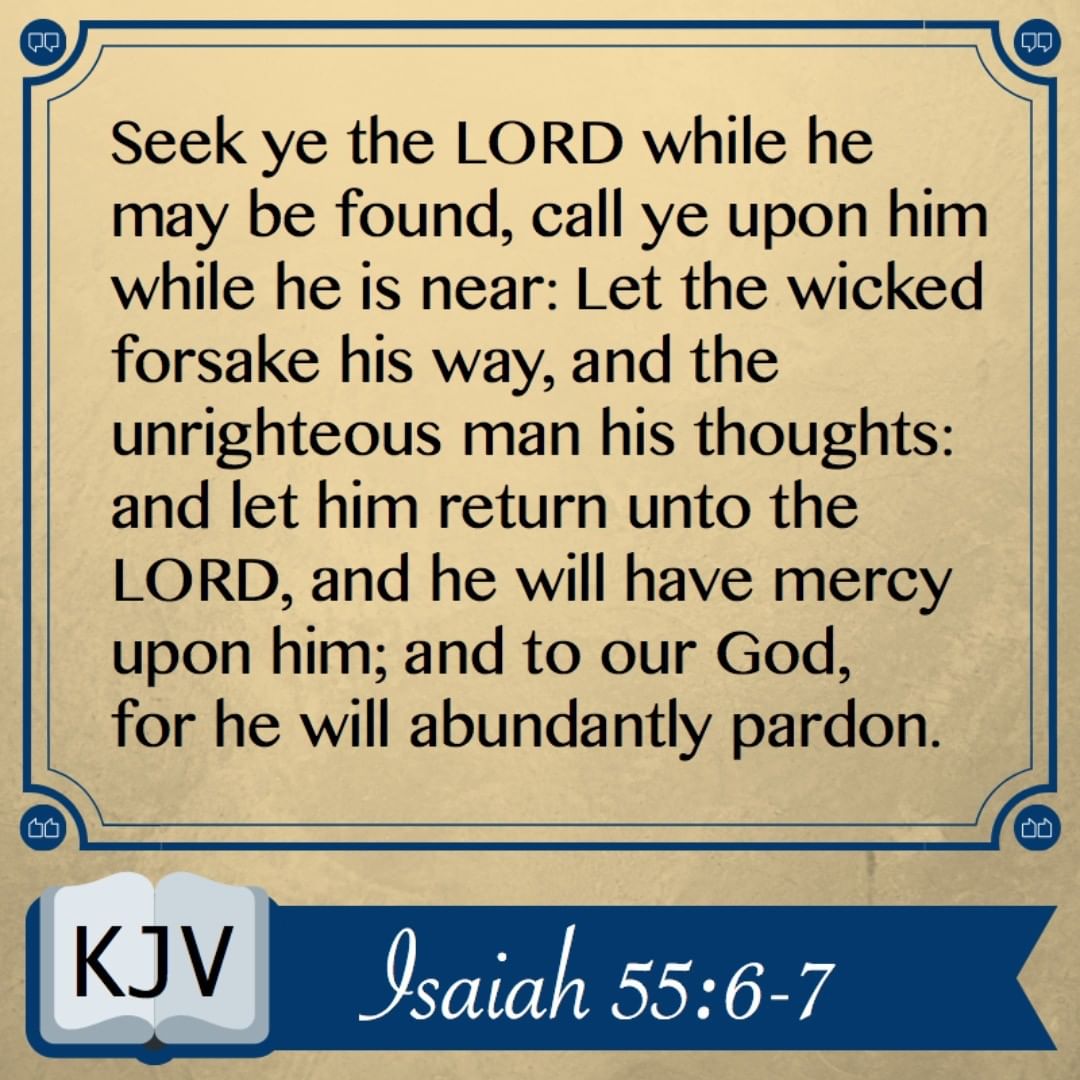 Seek ye the LORD while he
may be found, call ye upon him
while he is near: Let the wicked
forsake his way, and the
unrighteous man his thoughts:
and let him return unto the
LORD, and he will have mercy
upon him; and to our God,
for he will abundantly pardon.
KJV
Isaiah 55:6-7